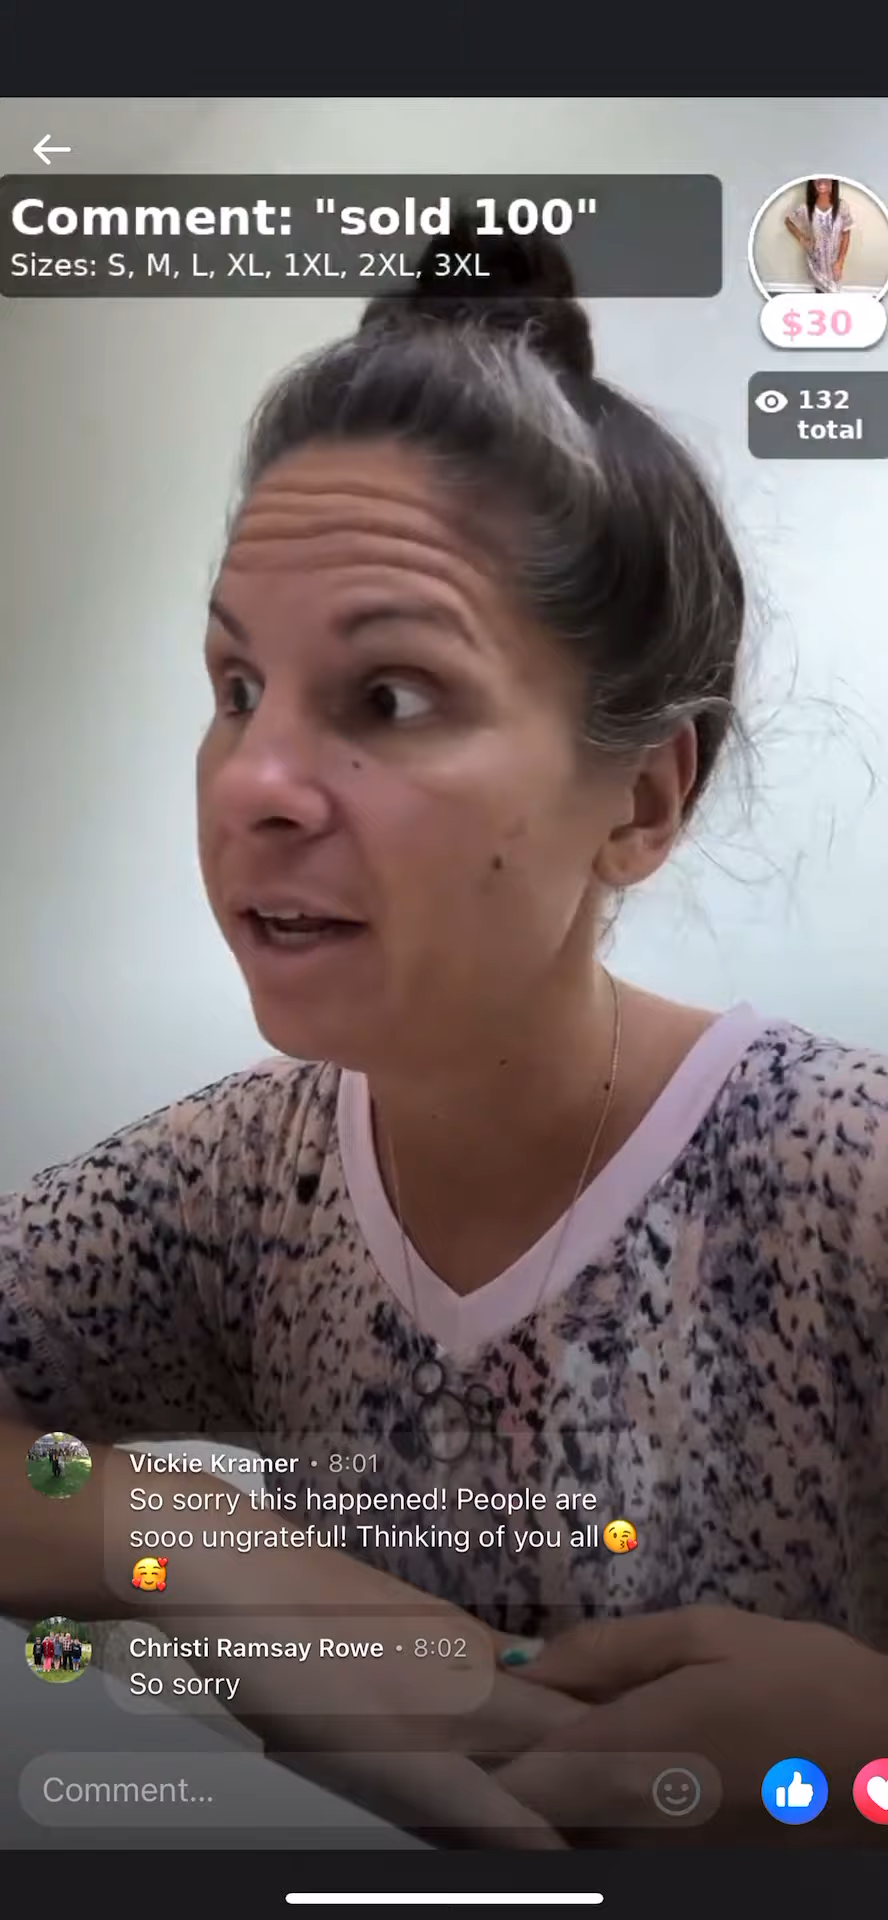 Comment: "sold 100"
Sizes: S, M, L, XL, 1XL, 2XL, 3XL
$30
132
total
Vickie Kramer • 8:01
So sorry this happened! People are
sooo ungrateful! Thinking of you all😘
🥰
Christi Ramsay Rowe • 8:02
So sorry
Comment...